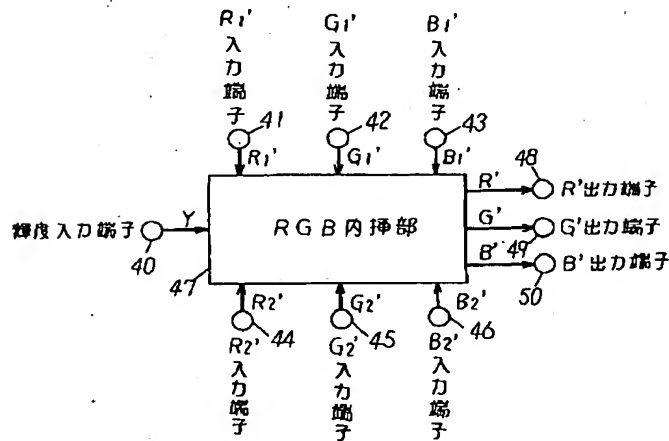 R1'入力端子
G1'入力端子
B1'入力端子
41
42
43
R1'
G1'
B1'
輝度入力端子
40
Y
47
RGB内挿部
R'
48
R'出力端子
G'
49
G'出力端子
B'
50
B'出力端子
R2'
G2'
B2'
44
45
46
R2'入力端子
G2'入力端子
B2'入力端子